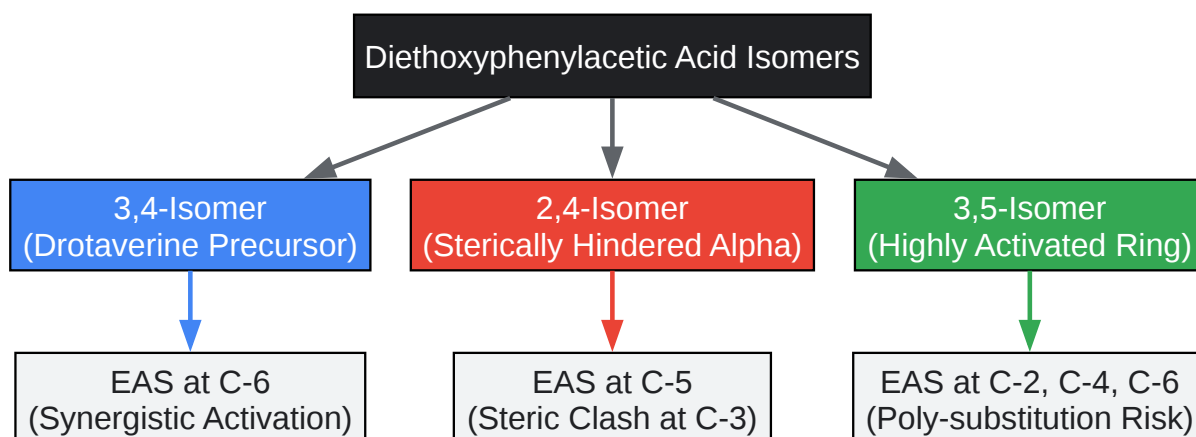 Diethoxyphenylacetic Acid Isomers
3,4-Isomer
(Drotaverine Precursor)
2,4-Isomer
(Sterically Hindered Alpha)
3,5-Isomer
(Highly Activated Ring)
EAS at C-6
(Synergistic Activation)
EAS at C-5
(Steric Clash at C-3)
EAS at C-2, C-4, C-6
(Poly-substitution Risk)